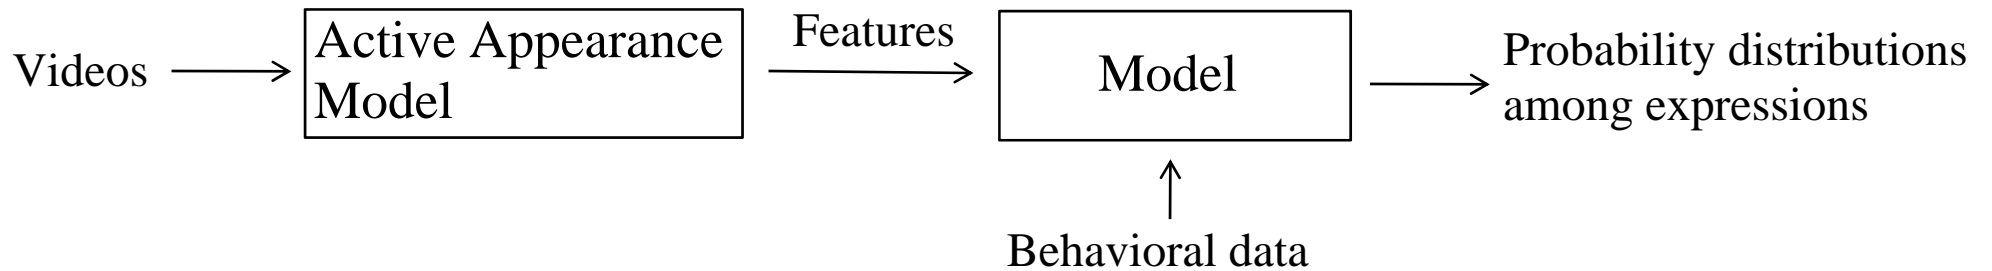 Videos
Active Appearance
Model
Features
Model
Probability distributions
among expressions
Behavioral data